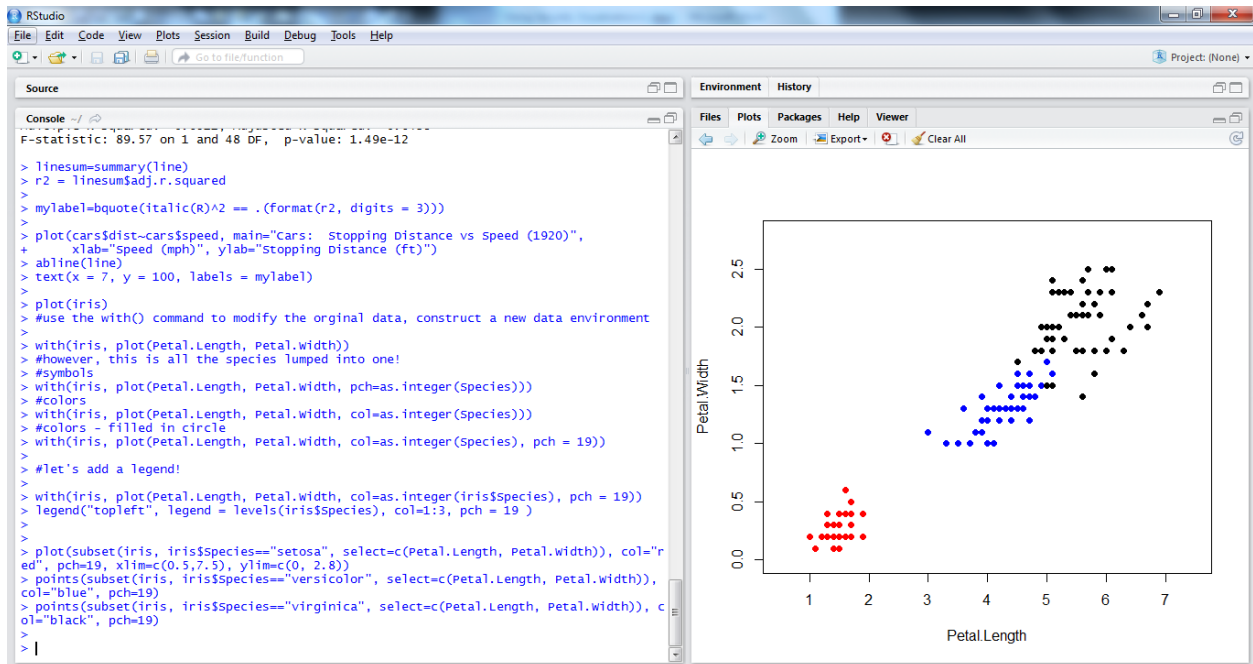 RStudio
File Edit Code View Plots Session Build Debug Tools Help
Go to file/function
Project: (None)
Source
Console ~/
F-statistic: 89.57 on 1 and 48 DF,  p-value: 1.49e-12
> linesum=summary(line)
> r2 = linesum$adj.r.squared
>
> mylabel=bquote(italic(R)^2 == .(format(r2, digits = 3)))
>
> plot(cars$dist~cars$speed, main="Cars:  Stopping Distance vs Speed (1920)",
+      xlab="Speed (mph)", ylab="Stopping Distance (ft)")
> abline(line)
> text(x = 7, y = 100, labels = mylabel)
>
> plot(iris)
> #use the with() command to modify the orginal data, construct a new data environment
>
> with(iris, plot(Petal.Length, Petal.Width))
> #however, this is all the species lumped into one!
> #symbols
> with(iris, plot(Petal.Length, Petal.Width, pch=as.integer(Species)))
> #colors
> with(iris, plot(Petal.Length, Petal.Width, col=as.integer(Species)))
> #colors - filled in circle
> with(iris, plot(Petal.Length, Petal.Width, col=as.integer(Species), pch = 19))
>
> #let's add a legend!
>
> with(iris, plot(Petal.Length, Petal.Width, col=as.integer(iris$Species), pch = 19))
> legend("topleft", legend = levels(iris$Species), col=1:3, pch = 19 )
>
>
> plot(subset(iris, iris$Species=="setosa", select=c(Petal.Length, Petal.Width)), col="r
ed", pch=19, xlim=c(0.5,7.5), ylim=c(0, 2.8))
> points(subset(iris, iris$Species=="versicolor", select=c(Petal.Length, Petal.Width)),
col="blue", pch=19)
> points(subset(iris, iris$Species=="virginica", select=c(Petal.Length, Petal.Width)), c
ol="black", pch=19)
>
>
Environment History
Files Plots Packages Help Viewer
Zoom Export Clear All
Petal.Width
2.5
2.0
1.5
1.0
0.5
0.0
1 2 3 4 5 6 7
Petal.Length